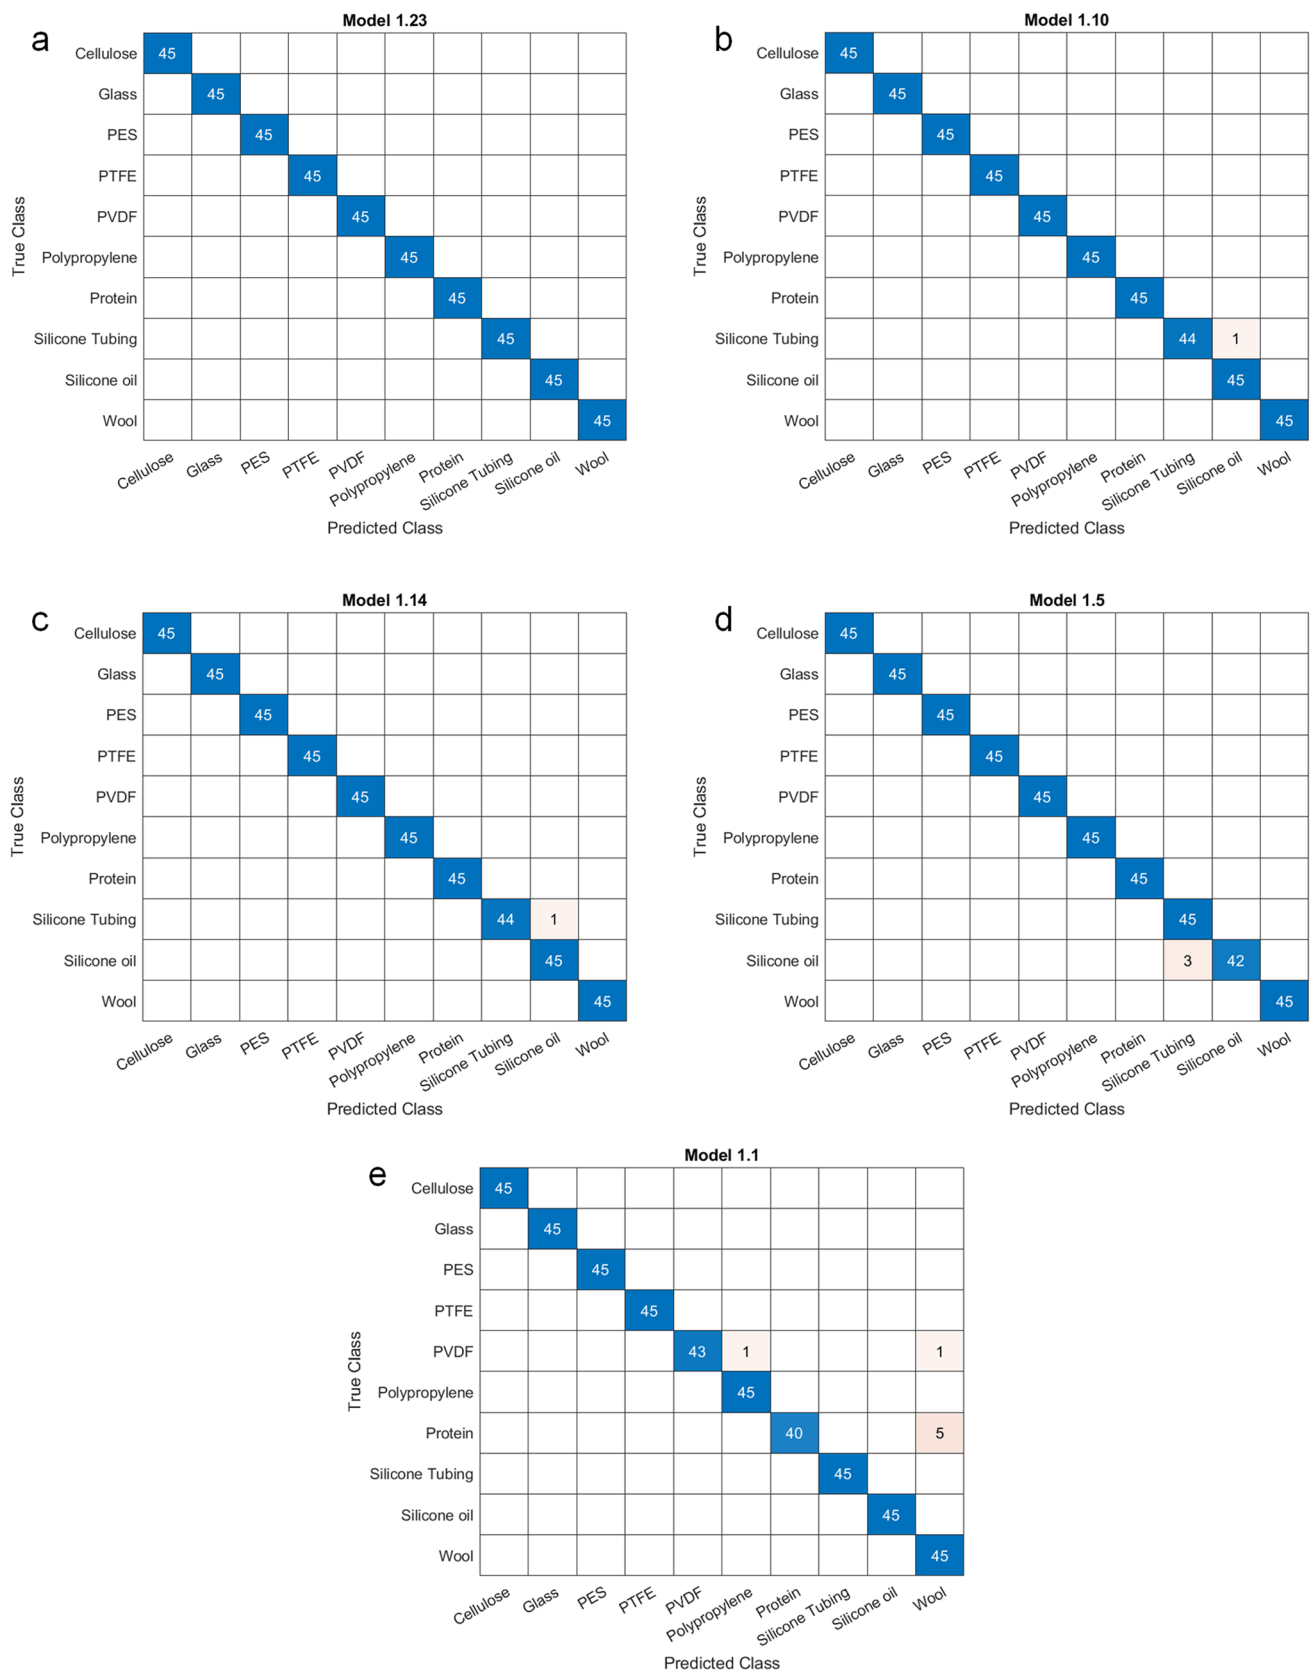 a
Model 1.23
Cellulose 45
Glass 45
PES 45
PTFE 45
PVDF 45
Polypropylene 45
Protein 45
Silicone Tubing 45
Silicone oil 45
Wool 45
True Class
Cellulose Glass PES PTFE PVDF Polypropylene Protein Silicone Tubing Silicone oil Wool
Predicted Class
b
Model 1.10
Cellulose 45
Glass 45
PES 45
PTFE 45
PVDF 45
Polypropylene 45
Protein 45
Silicone Tubing 44 1
Silicone oil 45
Wool 45
True Class
Cellulose Glass PES PTFE PVDF Polypropylene Protein Silicone Tubing Silicone oil Wool
Predicted Class
c
Model 1.14
Cellulose 45
Glass 45
PES 45
PTFE 45
PVDF 45
Polypropylene 45
Protein 45
Silicone Tubing 44 1
Silicone oil 45
Wool 45
True Class
Cellulose Glass PES PTFE PVDF Polypropylene Protein Silicone Tubing Silicone oil Wool
Predicted Class
d
Model 1.5
Cellulose 45
Glass 45
PES 45
PTFE 45
PVDF 45
Polypropylene 45
Protein 45
Silicone Tubing 45
Silicone oil 3 42
Wool 45
True Class
Cellulose Glass PES PTFE PVDF Polypropylene Protein Silicone Tubing Silicone oil Wool
Predicted Class
e
Model 1.1
Cellulose 45
Glass 45
PES 45
PTFE 45
PVDF 43 1 1
Polypropylene 45
Protein 40 5
Silicone Tubing 45
Silicone oil 45
Wool 45
True Class
Cellulose Glass PES PTFE PVDF Polypropylene Protein Silicone Tubing Silicone oil Wool
Predicted Class